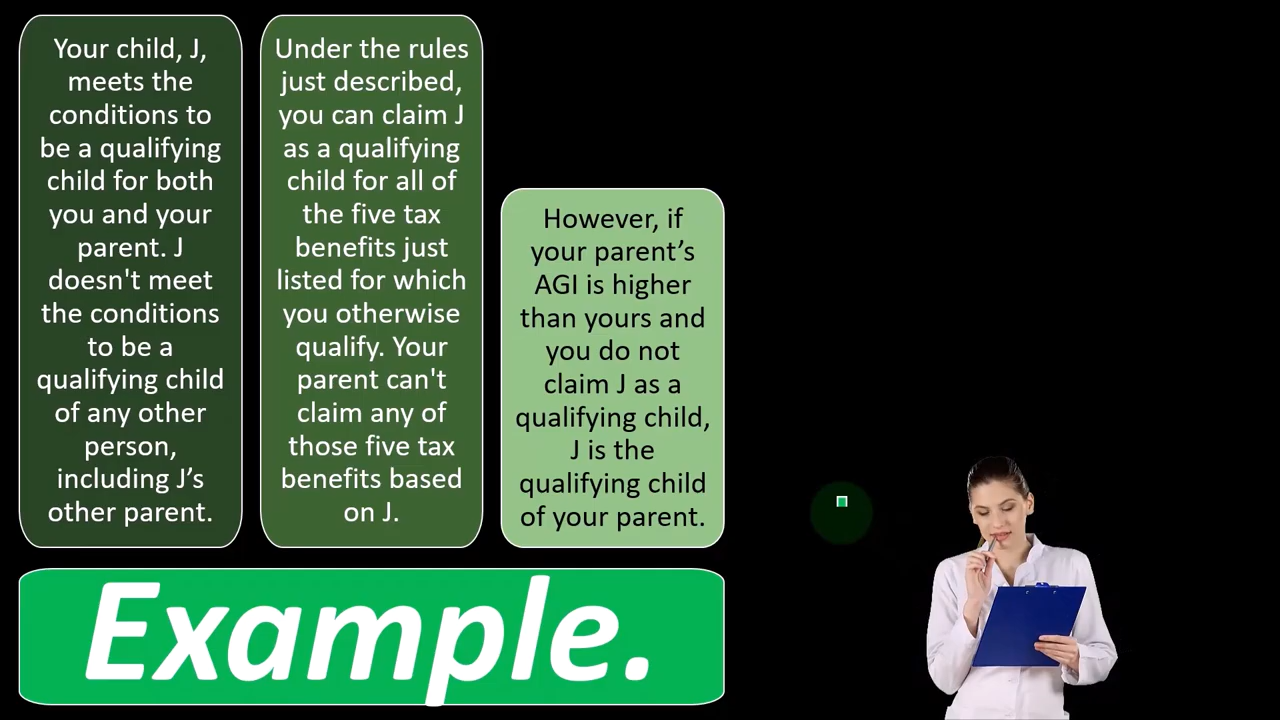 Your child, J,
meets the
conditions to
be a qualifying
child for both
you and your
parent. J
doesn't meet
the conditions
to be a
qualifying child
of any other
person,
including J’s
other parent.
Under the rules
just described,
you can claim J
as a qualifying
child for all of
the five tax
benefits just
listed for which
you otherwise
qualify. Your
parent can't
claim any of
those five tax
benefits based
on J.
However, if
your parent’s
AGI is higher
than yours and
you do not
claim J as a
qualifying child,
J is the
qualifying child
of your parent.
Example.